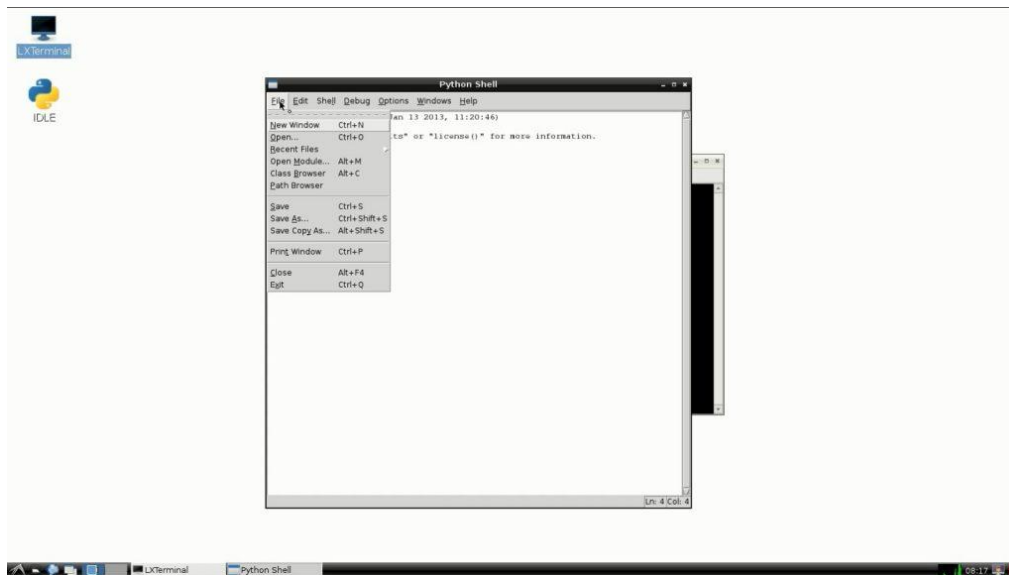 LXTerminal
IDLE
Python Shell
File Edit Shell Debug Options Windows Help
Jan 13 2013, 11:20:46)
ts" or "license()" for more information.
New Window Ctrl+N
Open... Ctrl+O
Recent Files
Open Module... Alt+M
Class Browser Alt+C
Path Browser
Save Ctrl+S
Save As... Ctrl+Shift+S
Save Copy As... Alt+Shift+S
Print Window Ctrl+P
Close Alt+F4
Exit Ctrl+Q
Ln: 4 Col: 4
LXTerminal Python Shell 08:17